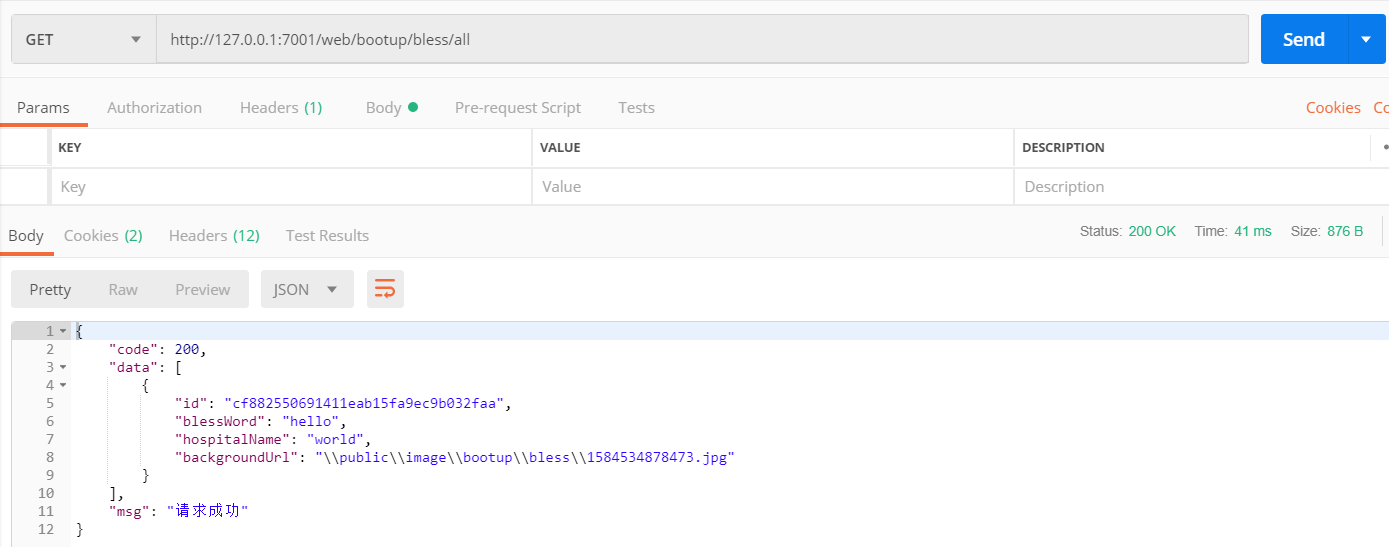 GET http://127.0.0.1:7001/web/bootup/bless/all Send
Params Authorization Headers (1) Body Pre-request Script Tests Cookies Co
KEY VALUE DESCRIPTION
Key Value Description
Body Cookies (2) Headers (12) Test Results Status: 200 OK Time: 41 ms Size: 876 B
Pretty Raw Preview JSON
1 {
2 "code": 200,
3 "data": [
4 {
5 "id": "cf882550691411eab15fa9ec9b032faa",
6 "blessWord": "hello",
7 "hospitalName": "world",
8 "backgroundUrl": "\\public\\image\\bootup\\bless\\1584534878473.jpg"
9 }
10 ],
11 "msg": "请求成功"
12 }